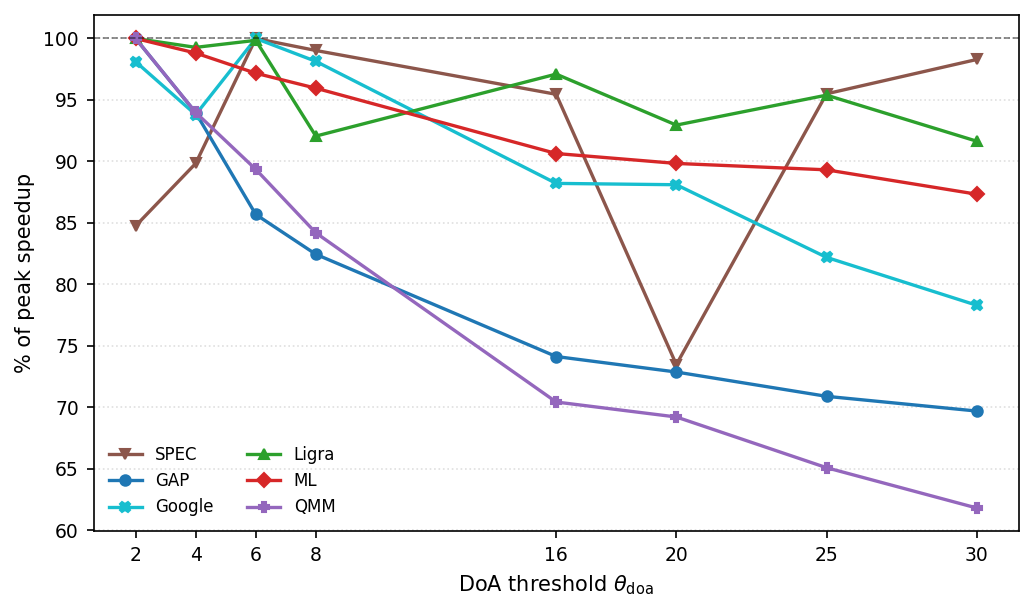 % of peak speedup
100
95
90
85
80
75
70
65
60
SPEC
GAP
Google
Ligra
ML
QMM
2 4 6 8 16 20 25 30
DoA threshold θdoa